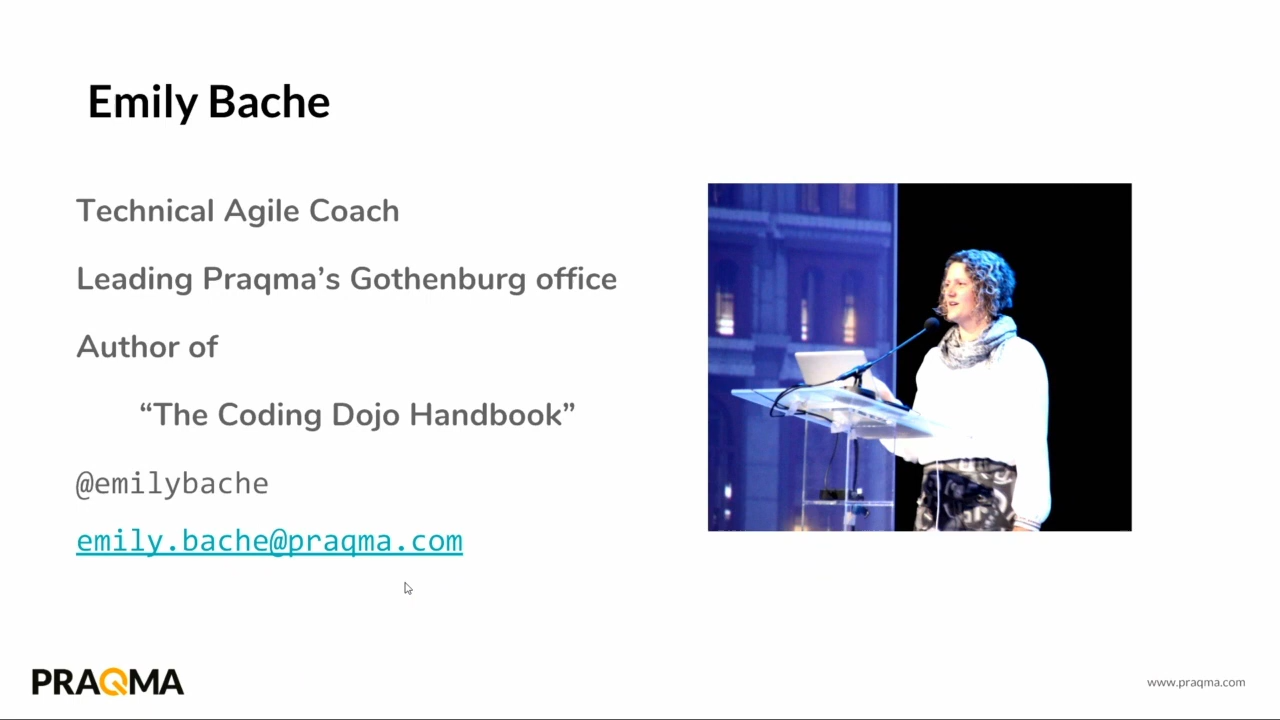 Emily Bache
Technical Agile Coach
Leading Praqma’s Gothenburg office
Author of
“The Coding Dojo Handbook”
@emilybache
emily.bache@praqma.com
PRAQMA
www.praqma.com